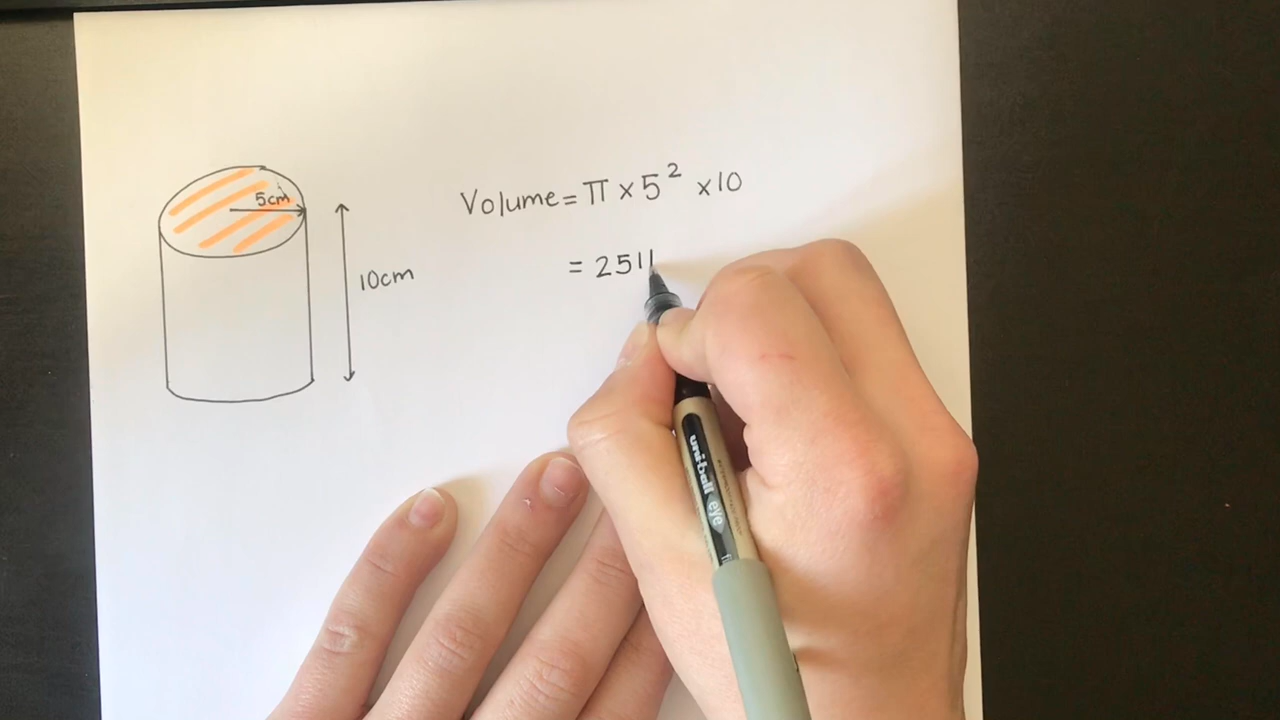 5cm
10cm
Volume = π × 5² × 10
= 251
uni-ball eye